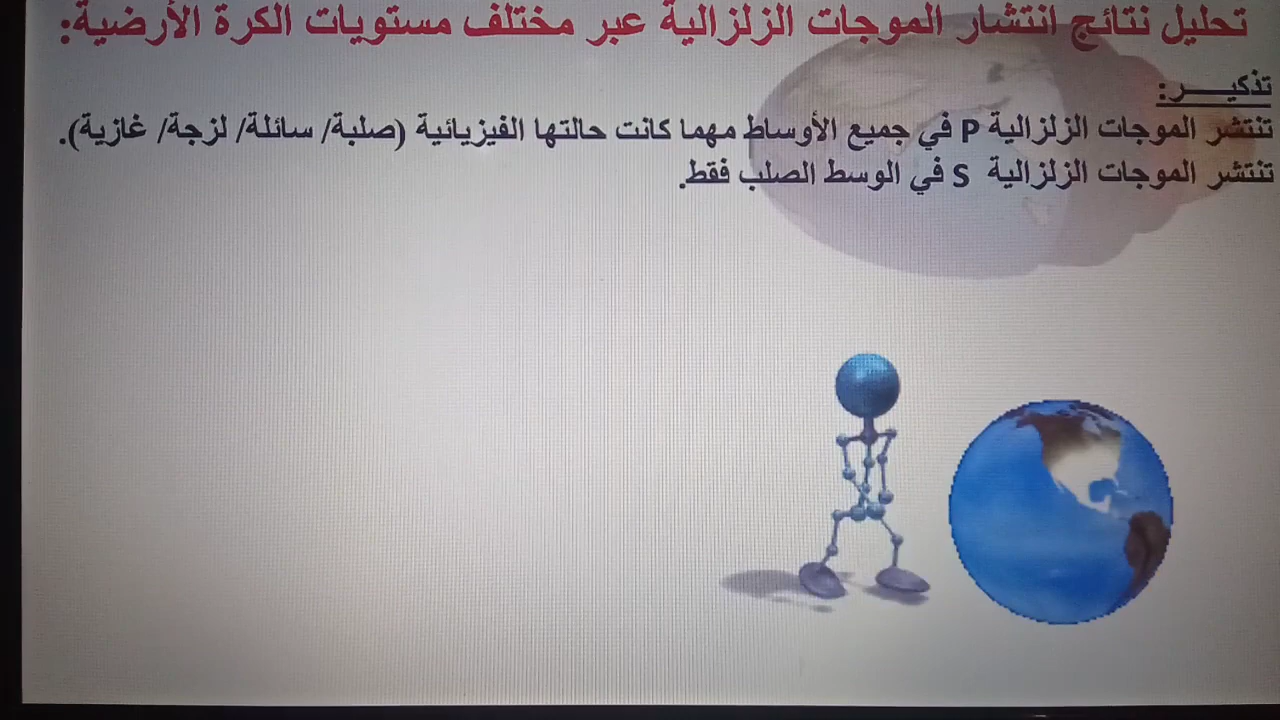 تحليل نتائج انتشار الموجات الزلزالية عبر مختلف مستويات الكرة الأرضية:
تذكيـــــر:
تنتشر الموجات الزلزالية P في جميع الأوساط مهما كانت حالتها الفيزيائية (صلبة/ سائلة/ لزجة/ غازية).
تنتشر الموجات الزلزالية S في الوسط الصلب فقط.